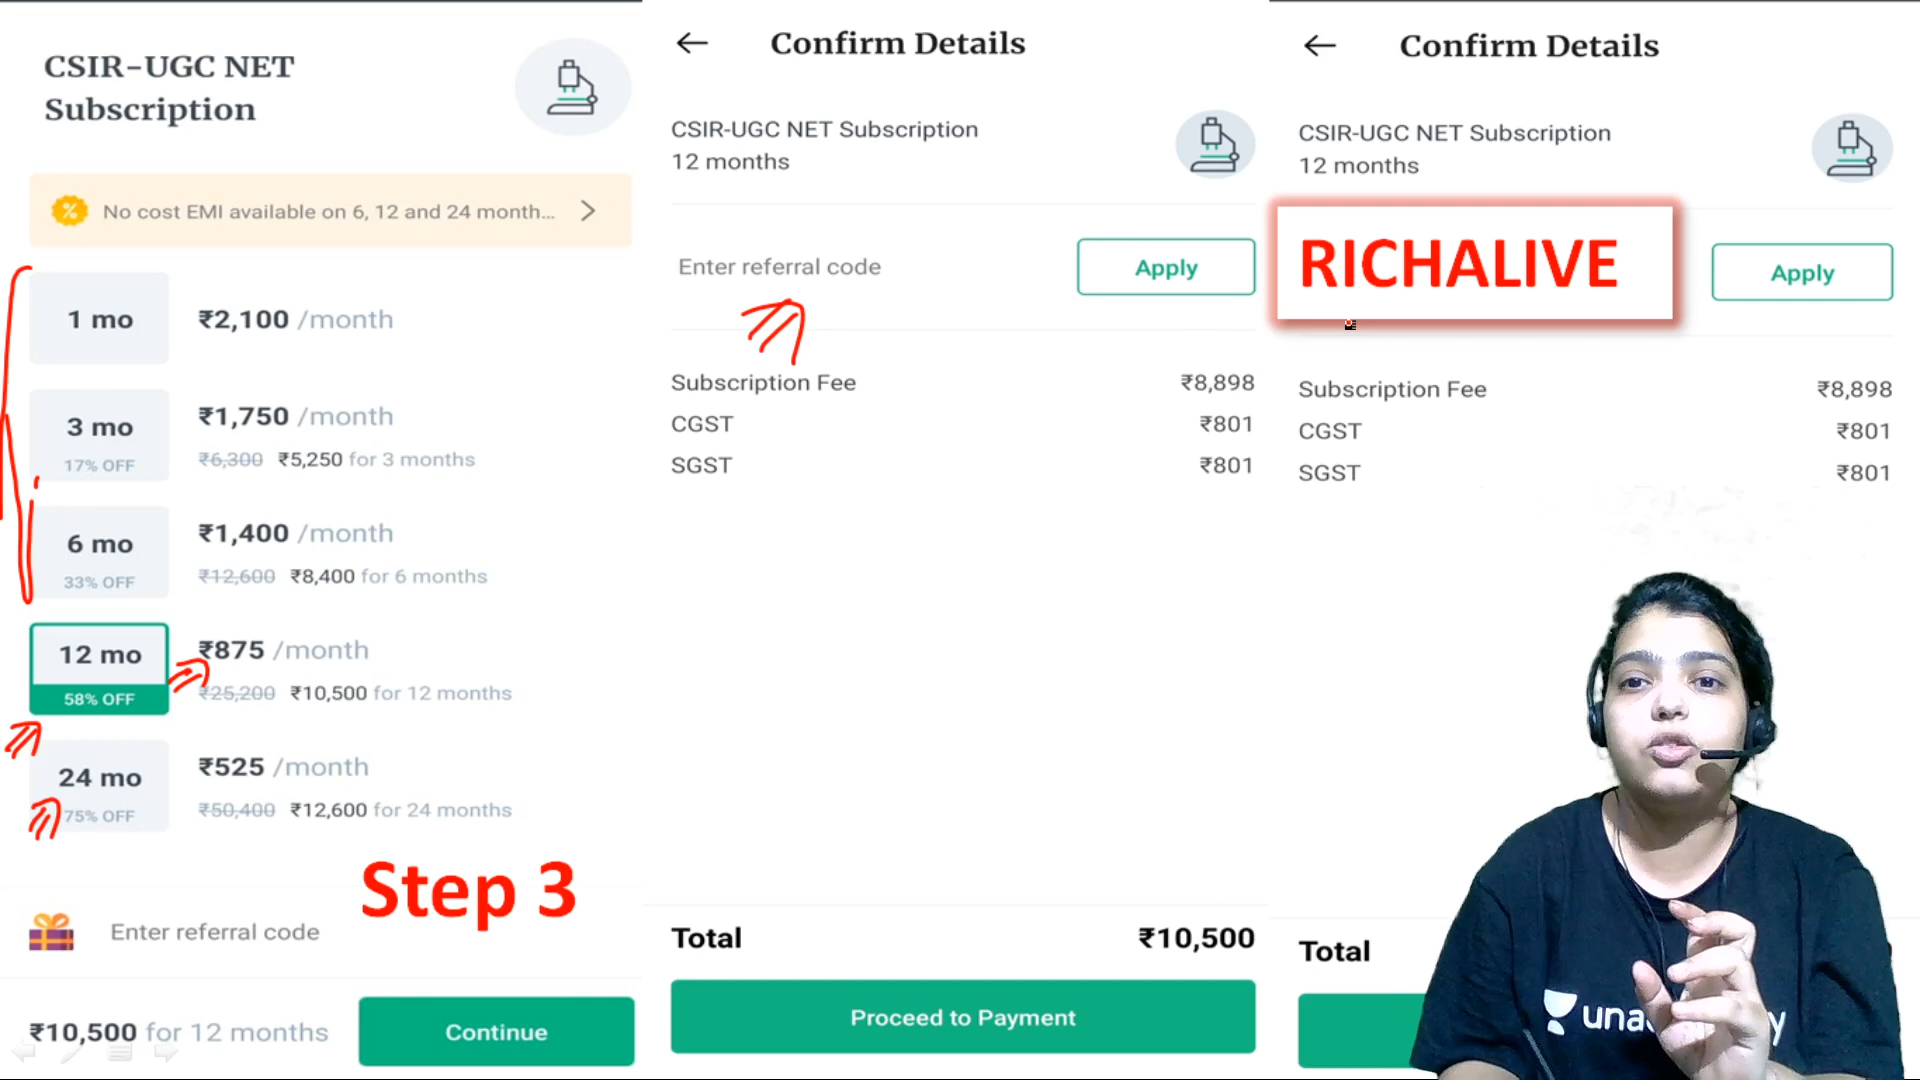 CSIR-UGC NET
Subscription
No cost EMI available on 6, 12 and 24 month...
1 mo
₹2,100 /month
3 mo
17% OFF
₹1,750 /month
₹6,300 ₹5,250 for 3 months
6 mo
33% OFF
₹1,400 /month
₹12,600 ₹8,400 for 6 months
12 mo
58% OFF
₹875 /month
₹25,200 ₹10,500 for 12 months
24 mo
75% OFF
₹525 /month
₹50,400 ₹12,600 for 24 months
Step 3
Enter referral code
₹10,500 for 12 months
Continue
Confirm Details
CSIR-UGC NET Subscription
12 months
Enter referral code
Apply
Subscription Fee ₹8,898
CGST ₹801
SGST ₹801
Total ₹10,500
Proceed to Payment
Confirm Details
CSIR-UGC NET Subscription
12 months
RICHALIVE
Apply
Subscription Fee ₹8,898
CGST ₹801
SGST ₹801
Total